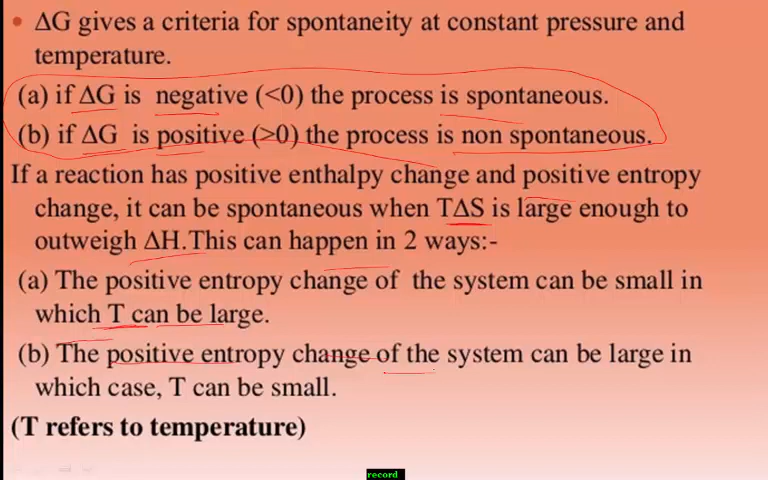 • ΔG gives a criteria for spontaneity at constant pressure and
temperature.
(a) if ΔG is negative (<0) the process is spontaneous.
(b) if ΔG is positive (>0) the process is non spontaneous.
If a reaction has positive enthalpy change and positive entropy
change, it can be spontaneous when TΔS is large enough to
outweigh ΔH.This can happen in 2 ways:-
(a) The positive entropy change of the system can be small in
which T can be large.
(b) The positive entropy change of the system can be large in
which case, T can be small.
(T refers to temperature)
record